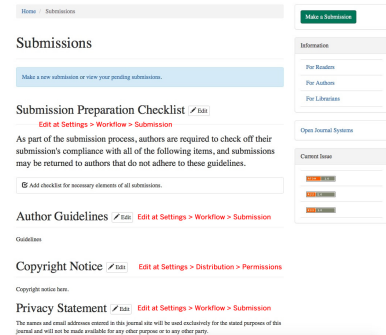 Home / Submissions
Submissions
Make a new submission or view your pending submissions.
Submission Preparation Checklist Edit
Edit at Settings > Workflow > Submission
As part of the submission process, authors are required to check off their
submission's compliance with all of the following items, and submissions
may be returned to authors that do not adhere to these guidelines.
Add checklist for necessary elements of all submissions.
Author Guidelines Edit Edit at Settings > Workflow > Submission
Guidelines
Copyright Notice Edit Edit at Settings > Distribution > Permissions
Copyright notice here.
Privacy Statement Edit Edit at Settings > Workflow > Submission
The names and email addresses entered in this journal site will be used exclusively for the stated purposes of this
journal and will not be made available for any other purpose or to any other party.
Make a Submission
Information
For Readers
For Authors
For Librarians
Open Journal Systems
Current Issue